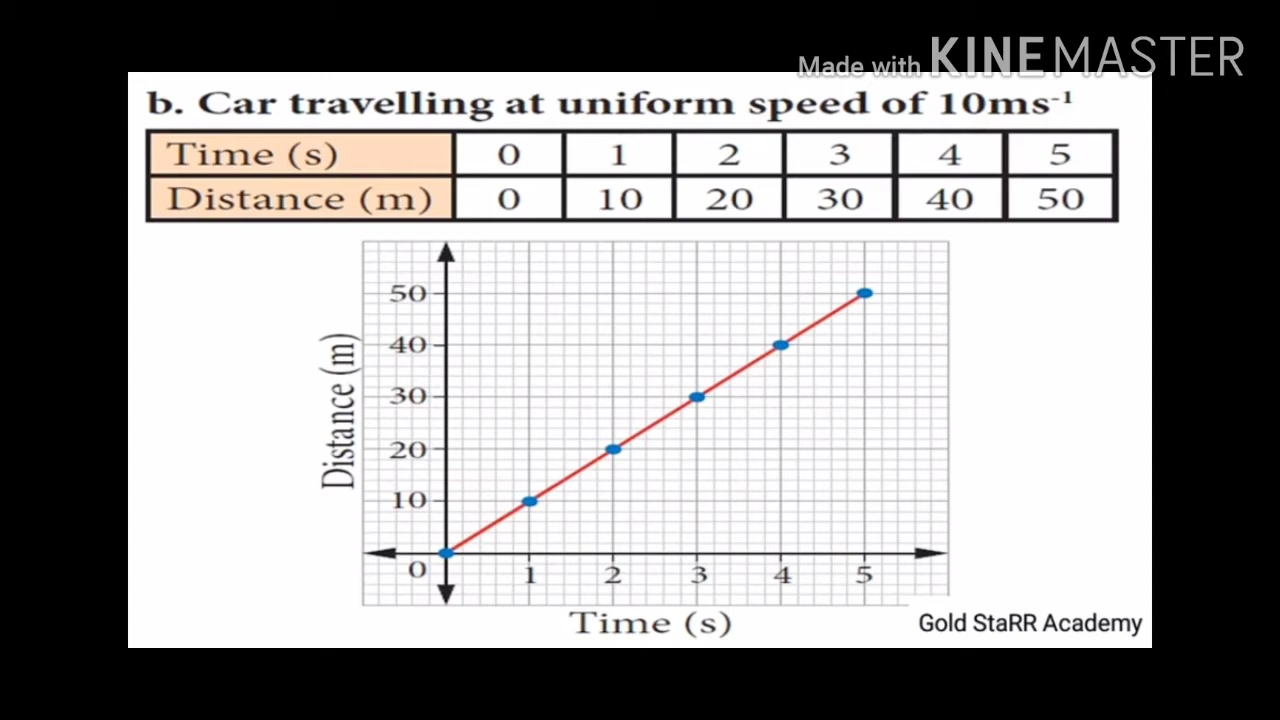 Made with KINEMASTER
b. Car travelling at uniform speed of 10ms⁻¹
Time (s) 0 1 2 3 4 5
Distance (m) 0 10 20 30 40 50
50
40
30
20
10
0
1 2 3 4 5
Distance (m)
Time (s)
Gold StaRR Academy